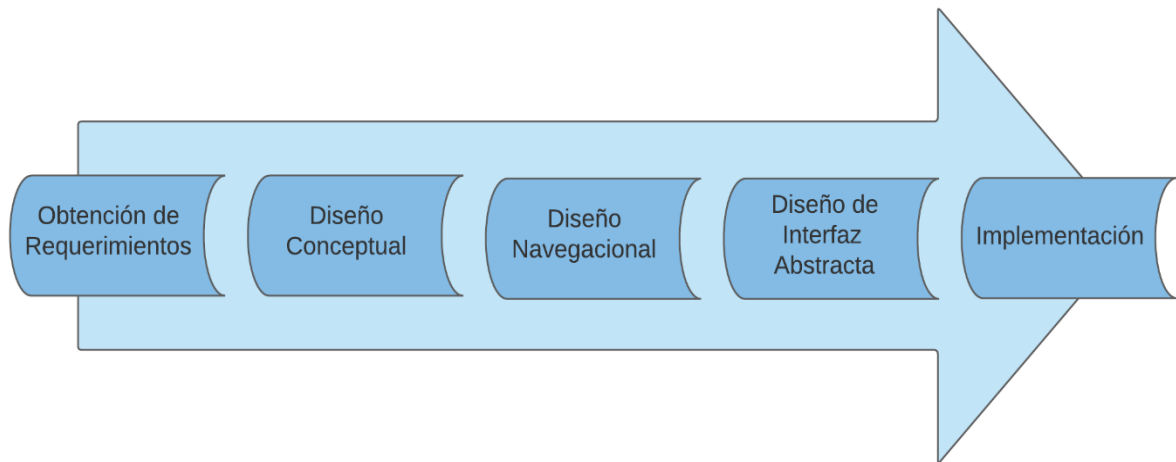 Obtención de
Requerimientos
Diseño
Conceptual
Diseño
Navegacional
Diseño de
Interfaz
Abstracta
Implementación